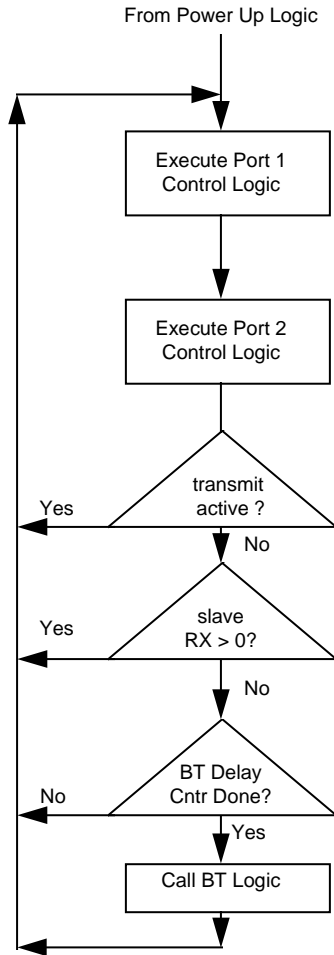 From Power Up Logic
Execute Port 1
Control Logic
Execute Port 2
Control Logic
transmit
active ?
Yes
No
slave
RX > 0?
Yes
No
BT Delay
Cntr Done?
No
Yes
Call BT Logic